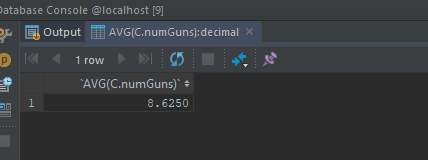 Database Console @localhost [9]
Output AVG(C.numGuns):decimal
1 row
`AVG(C.numGuns)`
1 8.6250